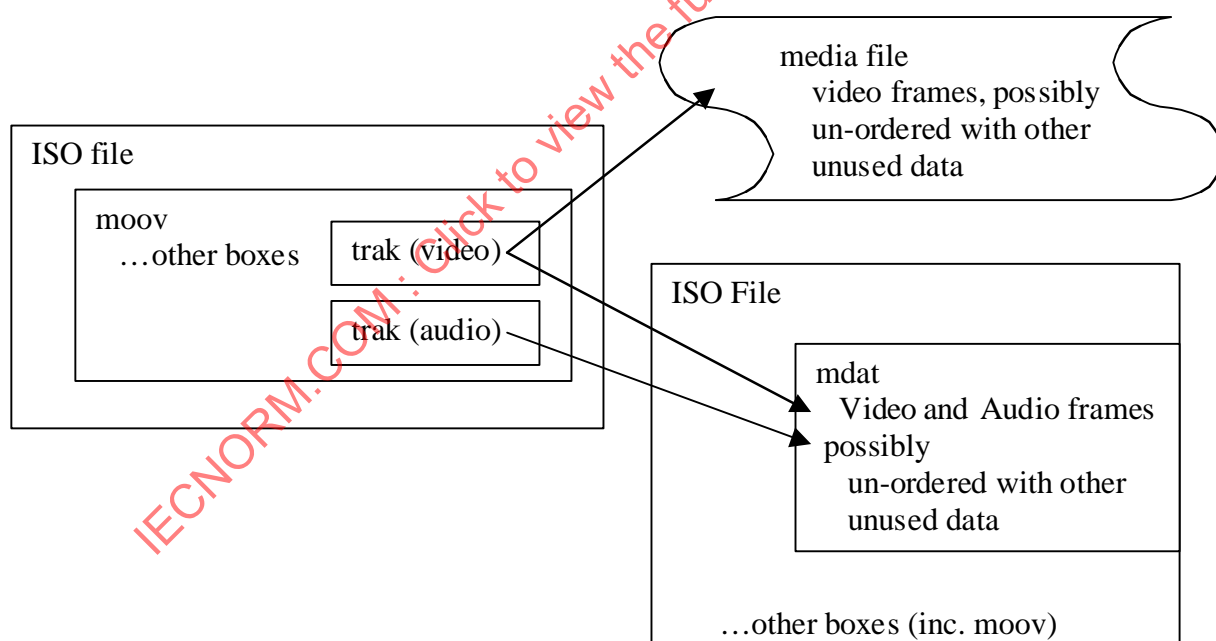 media file
video frames, possibly
un-ordered with other
unused data
ISO file
moov
…other boxes
trak (video)
trak (audio)
ISO File
mdat
Video and Audio frames
possibly
un-ordered with other
unused data
…other boxes (inc. moov)
IECNORM.COM : Click to view the